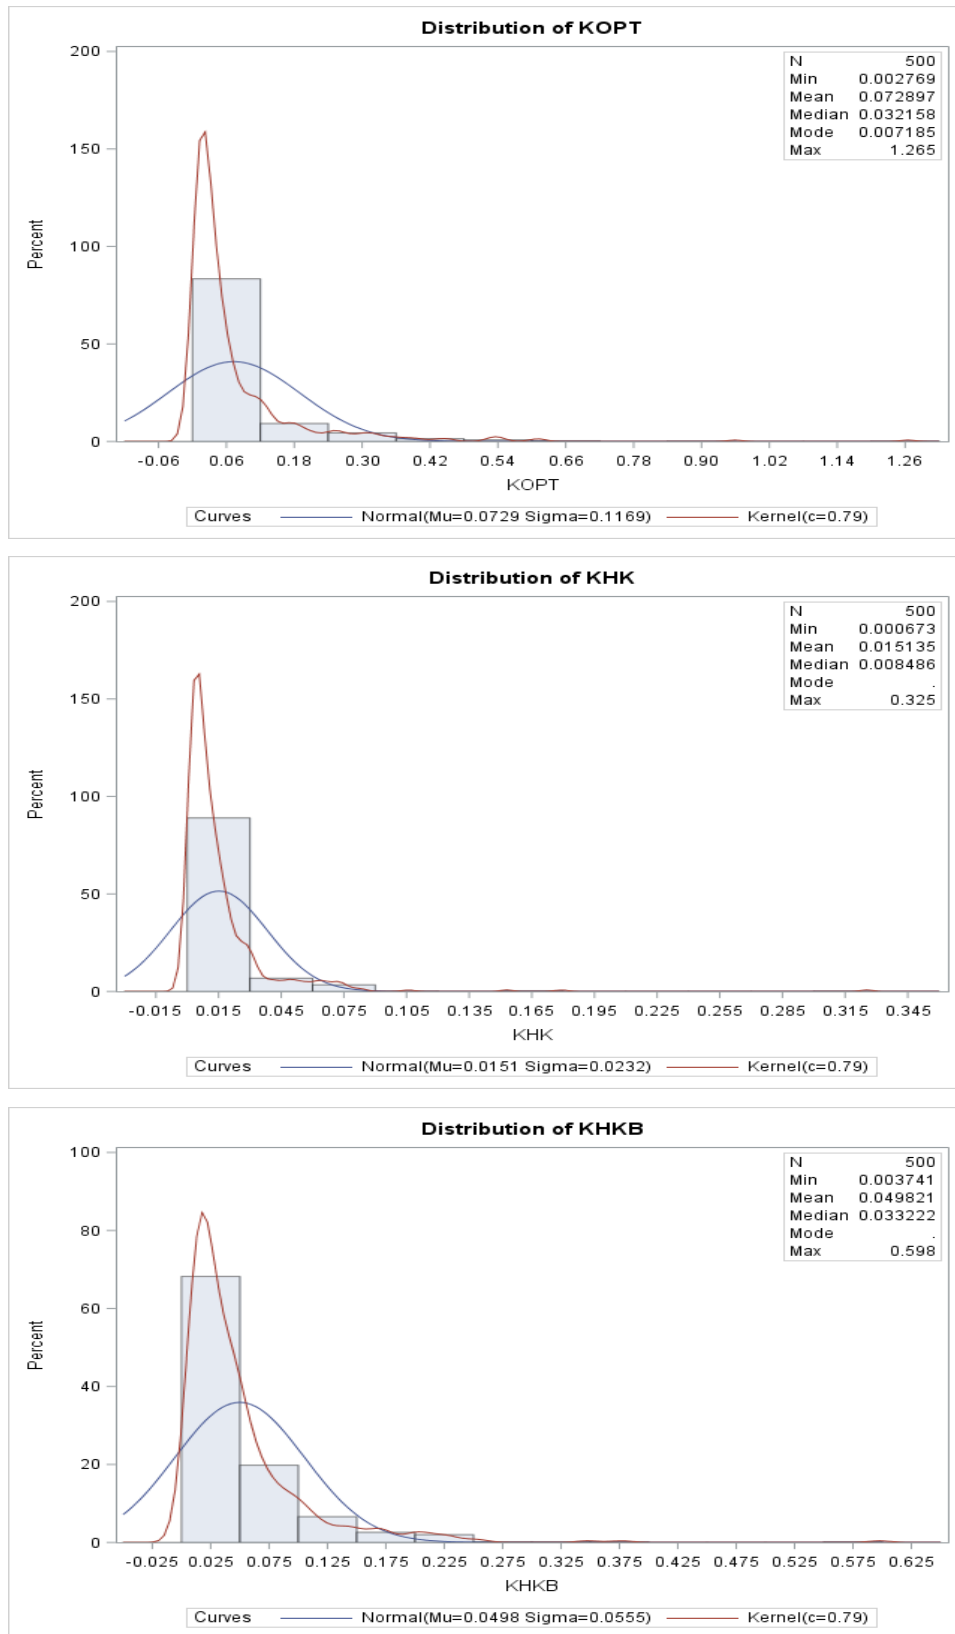 Distribution of KOPT
200
150
100
50
0
Percent
N 500
Min 0.002769
Mean 0.072897
Median 0.032158
Mode 0.007185
Max 1.265
-0.06 0.06 0.18 0.30 0.42 0.54 0.66 0.78 0.90 1.02 1.14 1.26
KOPT
Curves Normal(Mu=0.0729 Sigma=0.1169) Kernel(c=0.79)
Distribution of KHK
200
150
100
50
0
Percent
N 500
Min 0.000673
Mean 0.015135
Median 0.008486
Mode .
Max 0.325
-0.015 0.015 0.045 0.075 0.105 0.135 0.165 0.195 0.225 0.255 0.285 0.315 0.345
KHK
Curves Normal(Mu=0.0151 Sigma=0.0232) Kernel(c=0.79)
Distribution of KHKB
100
80
60
40
20
0
Percent
N 500
Min 0.003741
Mean 0.049821
Median 0.033222
Mode .
Max 0.598
-0.025 0.025 0.075 0.125 0.175 0.225 0.275 0.325 0.375 0.425 0.475 0.525 0.575 0.625
KHKB
Curves Normal(Mu=0.0498 Sigma=0.0555) Kernel(c=0.79)